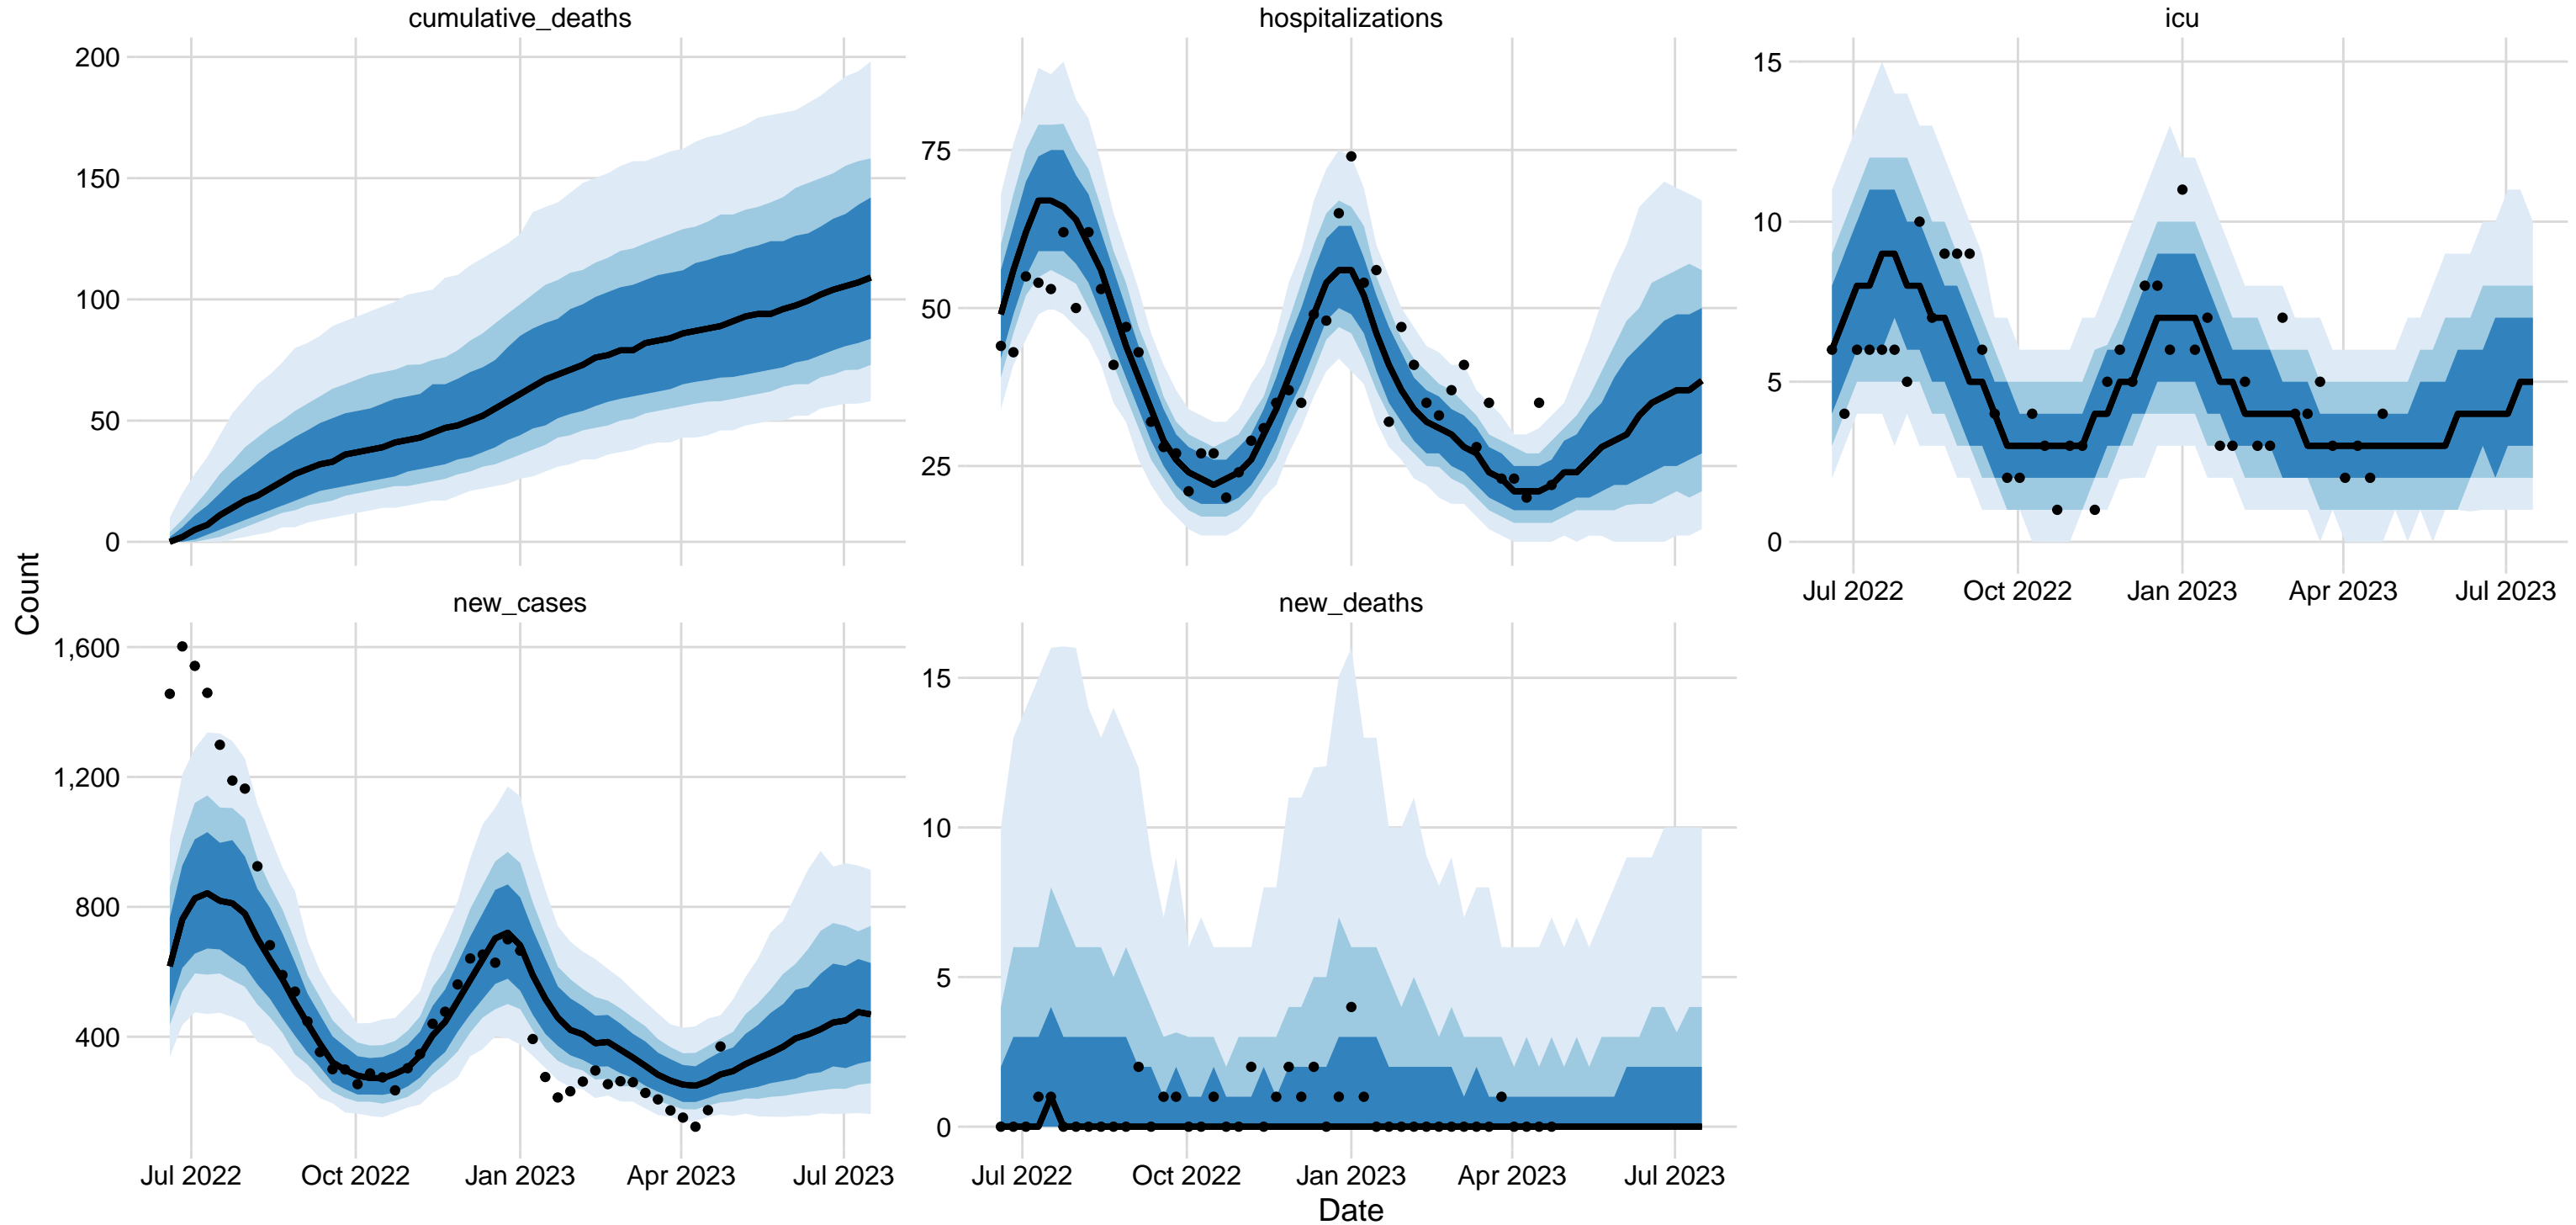 cumulative_deaths
200
150
100
50
0
hospitalizations
75
50
25
icu
15
10
5
0
Jul 2022 Oct 2022 Jan 2023 Apr 2023 Jul 2023
Count
new_cases
1,600
1,200
800
400
Jul 2022 Oct 2022 Jan 2023 Apr 2023 Jul 2023
new_deaths
15
10
5
0
Jul 2022 Oct 2022 Jan 2023 Apr 2023 Jul 2023
Date